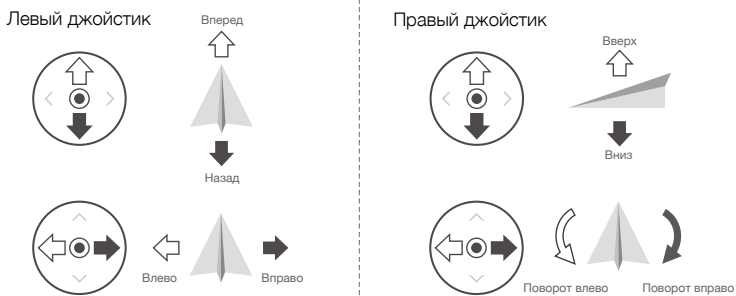 Левый джойстик
Вперед
Назад
Влево
Вправо
Правый джойстик
Вверх
Вниз
Поворот влево
Поворот вправо